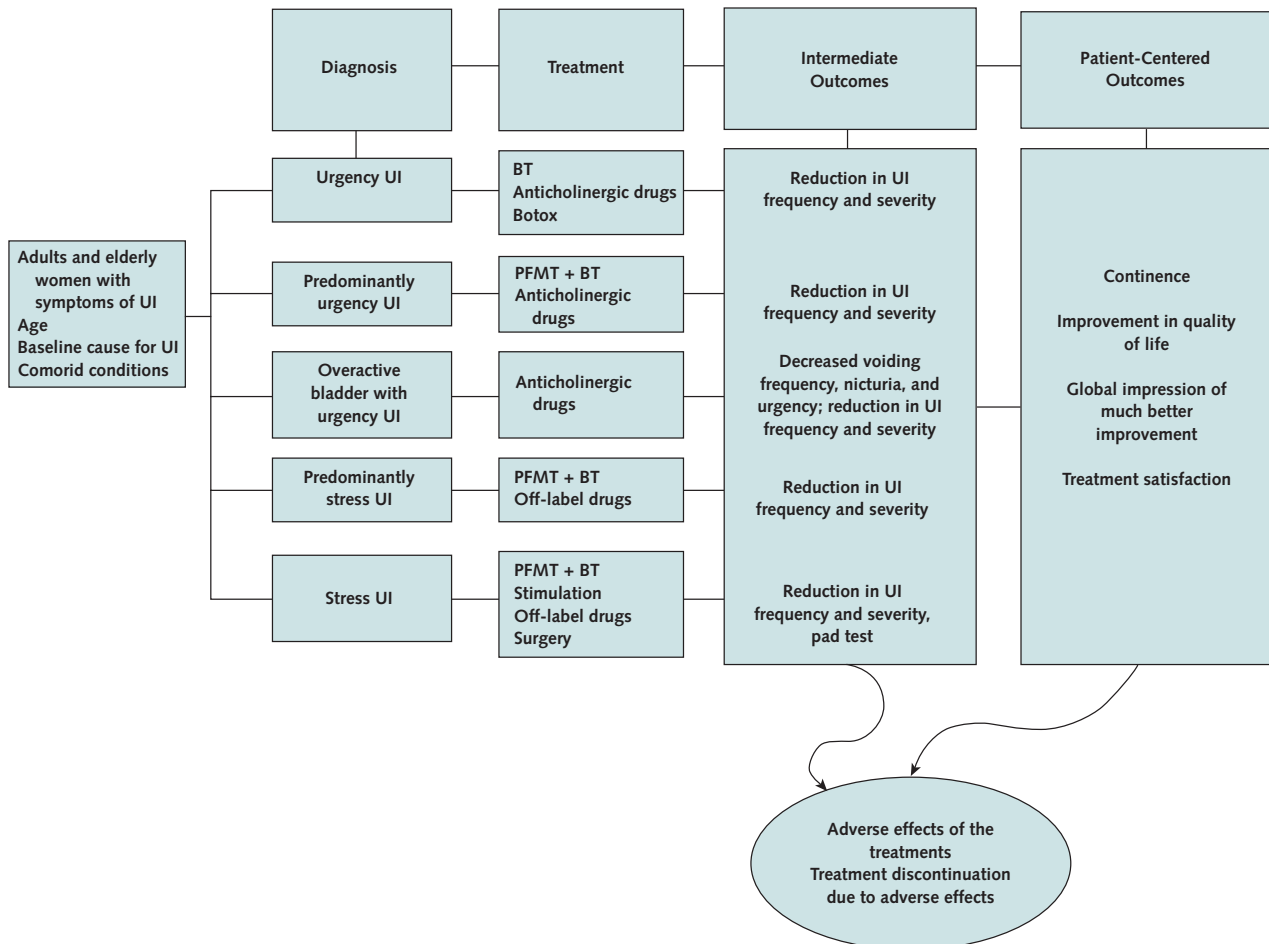 Diagnosis
Treatment
Intermediate
Outcomes
Patient-Centered
Outcomes
Adults and elderly
women with
symptoms of UI
Age
Baseline cause for UI
Comorid conditions
Urgency UI
BT
Anticholinergic drugs
Botox
Reduction in UI
frequency and severity
Predominantly
urgency UI
PFMT + BT
Anticholinergic
drugs
Reduction in UI
frequency and severity
Overactive
bladder with
urgency UI
Anticholinergic
drugs
Decreased voiding
frequency, nicturia, and
urgency; reduction in UI
frequency and severity
Predominantly
stress UI
PFMT + BT
Off-label drugs
Reduction in UI
frequency and severity
Stress UI
PFMT + BT
Stimulation
Off-label drugs
Surgery
Reduction in UI
frequency and severity,
pad test
Continence
Improvement in quality
of life
Global impression of
much better
improvement
Treatment satisfaction
Adverse effects of the
treatments
Treatment discontinuation
due to adverse effects